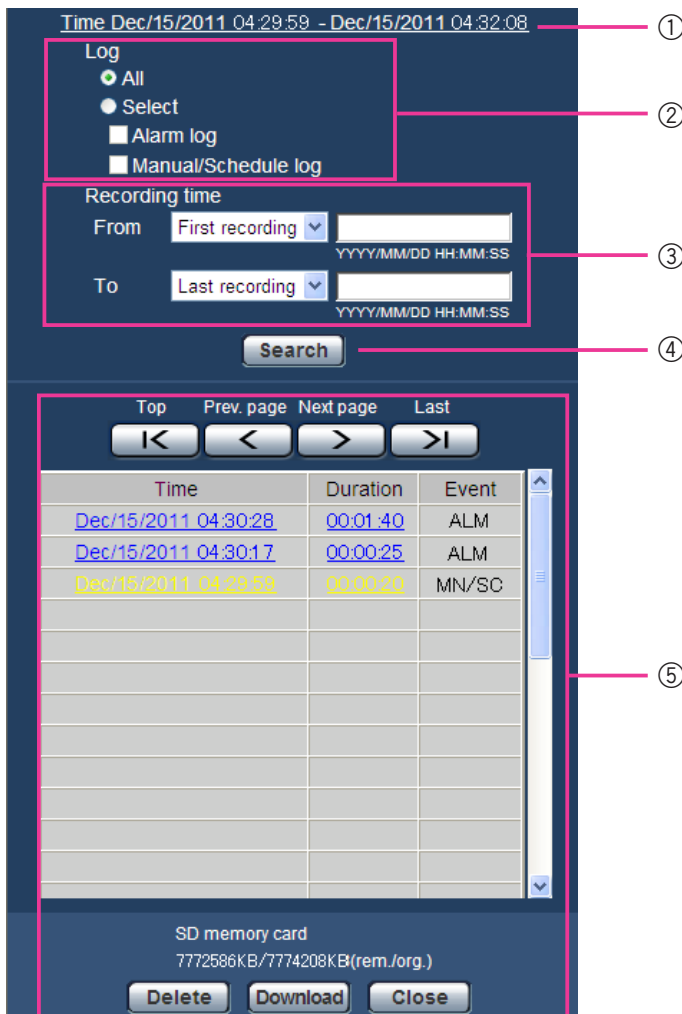 Time Dec/15/2011 04:29:59 - Dec/15/2011 04:32:08 ①
Log
All
Select ②
Alarm log
Manual/Schedule log
Recording time
From First recording
YYYY/MM/DD HH:MM:SS ③
To Last recording
YYYY/MM/DD HH:MM:SS
Search ④
Top Prev. page Next page Last
Time Duration Event
Dec/15/2011 04:30:28 00:01:40 ALM
Dec/15/2011 04:30:17 00:00:25 ALM
Dec/15/2011 04:29:59 00:00:20 MN/SC
⑤
SD memory card
7772586KB/7774208KB(rem./org.)
Delete Download Close